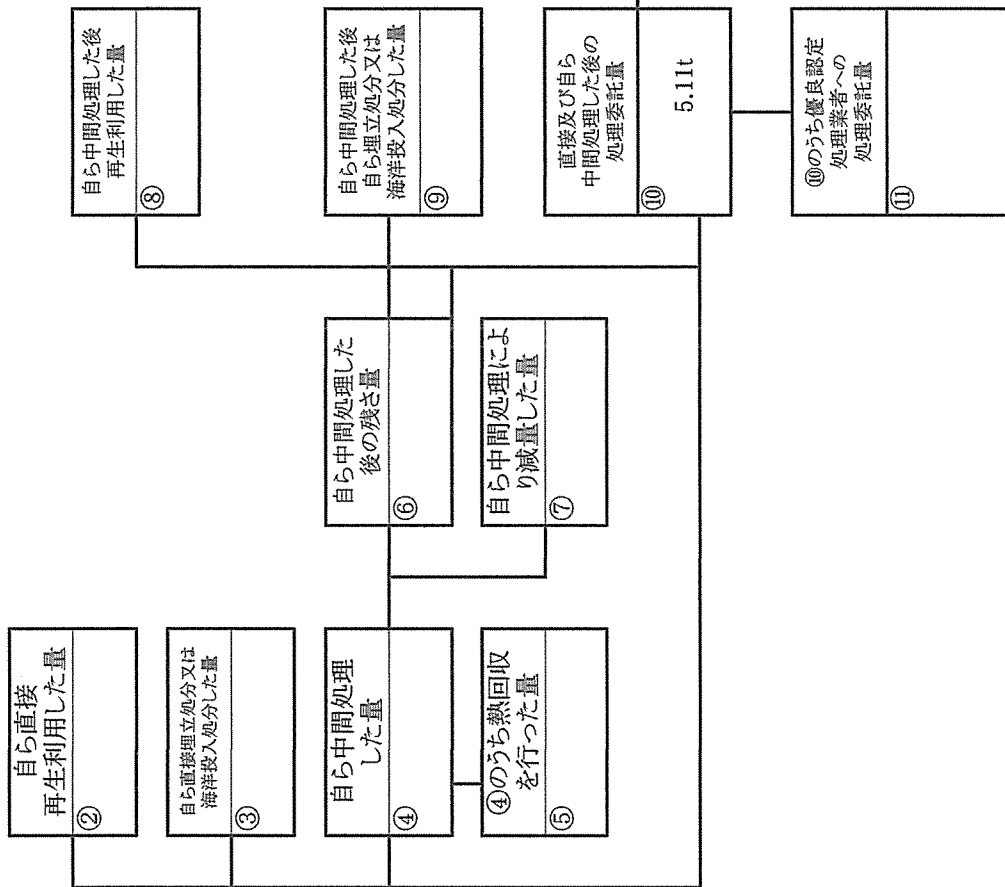 自ら直接
再生利用した量
②
自ら直接埋立処分又は
海洋投入処分した量
③
自ら中間処理
した量
④
④のうち熱回収
を行った量
⑤
自ら中間処理した
後の残さ量
⑥
自ら中間処理によ
り減量した量
⑦
自ら中間処理した後
再生利用した量
⑧
自ら中間処理した後
自ら埋立処分又は
海洋投入処分した量
⑨
直接及び自ら
中間処理した後の
処理委託量
⑩
5.11t
⑩のうち優良認定
処理業者への
処理委託量
⑪